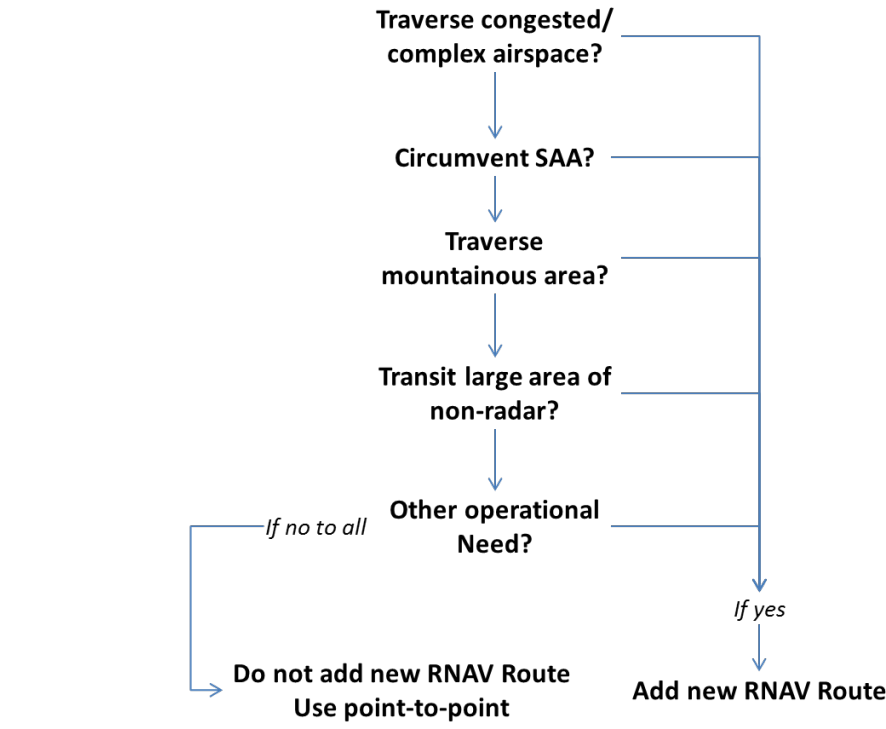 Traverse congested/
complex airspace?
Circumvent SAA?
Traverse
mountainous area?
Transit large area of
non-radar?
Other operational
Need?
If no to all
If yes
Do not add new RNAV Route
Use point-to-point
Add new RNAV Route